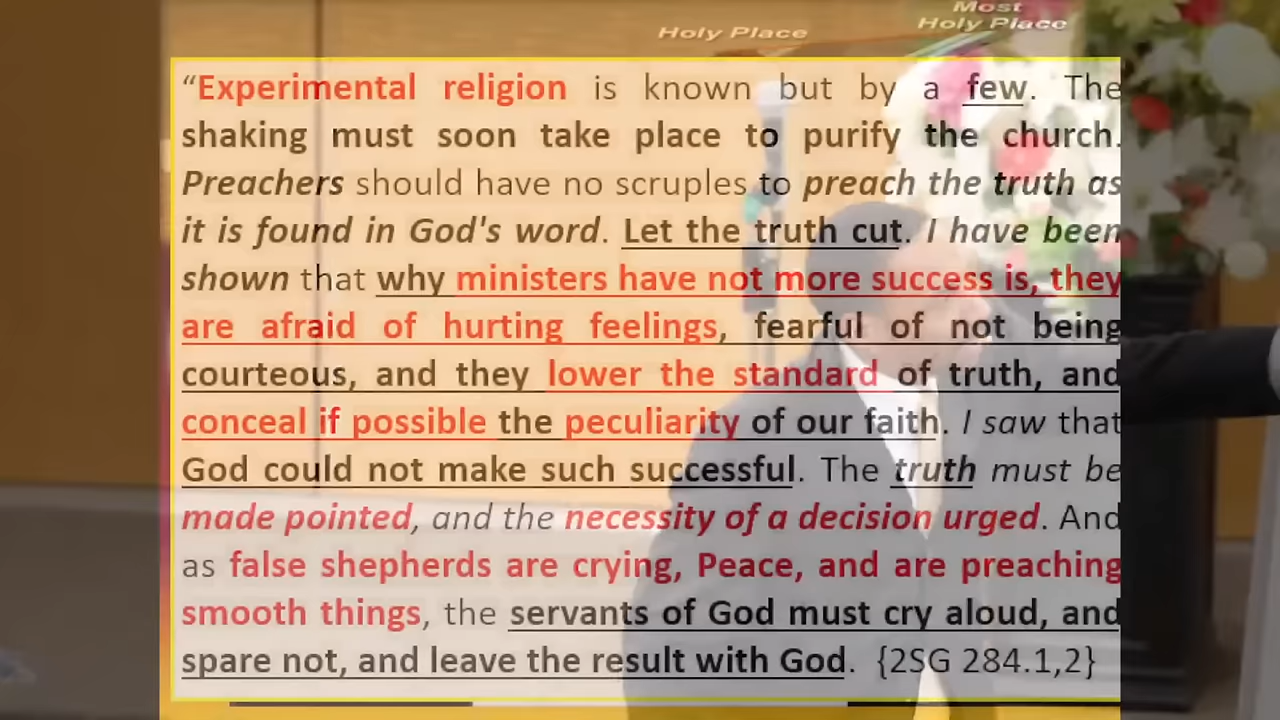 Holy Place
Most
Holy Place
“Experimental religion is known but by a few. The
shaking must soon take place to purify the church.
Preachers should have no scruples to preach the truth as
it is found in God's word. Let the truth cut. I have been
shown that why ministers have not more success is, they
are afraid of hurting feelings, fearful of not being
courteous, and they lower the standard of truth, and
conceal if possible the peculiarity of our faith. I saw that
God could not make such successful. The truth must be
made pointed, and the necessity of a decision urged. And
as false shepherds are crying, Peace, and are preaching
smooth things, the servants of God must cry aloud, and
spare not, and leave the result with God. {2SG 284.1,2}